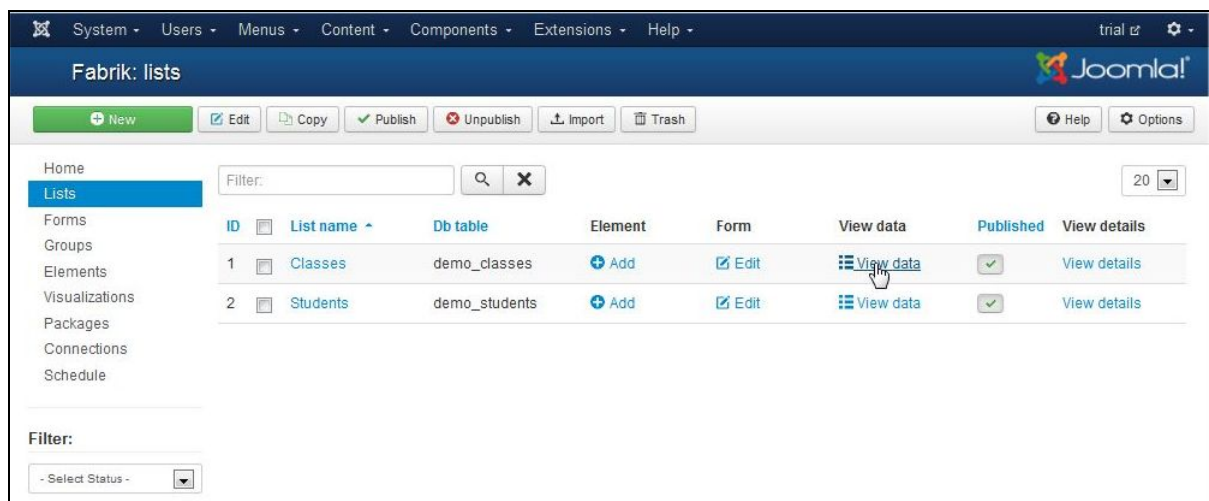 System Users Menus Content Components Extensions Help trial
Fabrik: lists Joomla!
New Edit Copy Publish Unpublish Import Trash Help Options
Home
Lists
Forms
Groups
Elements
Visualizations
Packages
Connections
Schedule
Filter:
- Select Status -
Filter: 20
ID List name Db table Element Form View data Published View details
1 Classes demo_classes Add Edit View data View details
2 Students demo_students Add Edit View data View details